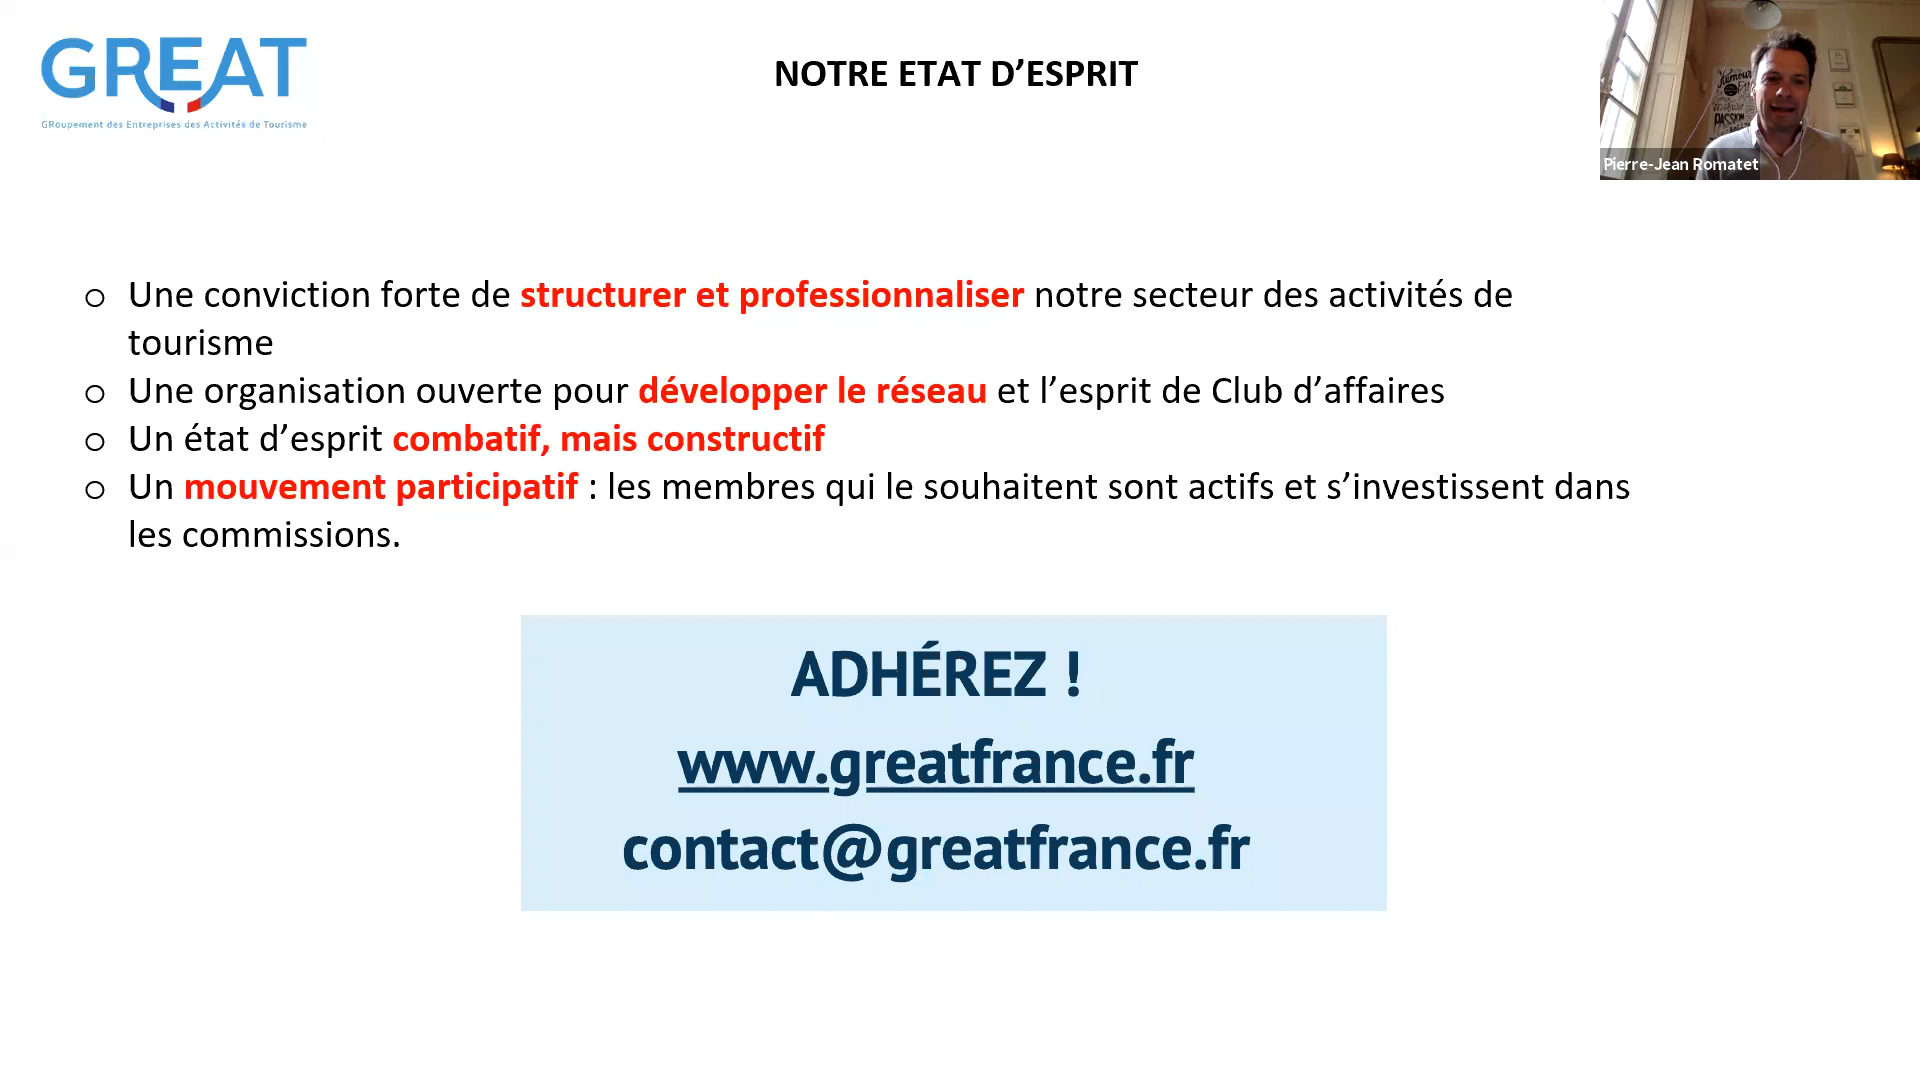 GREAT
GRoupement des Entreprises des Activités de Tourisme
NOTRE ETAT D’ESPRIT
Humour
PASSION
Pierre-Jean Romatet
o Une conviction forte de structurer et professionnaliser notre secteur des activités de
tourisme
o Une organisation ouverte pour développer le réseau et l’esprit de Club d’affaires
o Un état d’esprit combatif, mais constructif
o Un mouvement participatif : les membres qui le souhaitent sont actifs et s’investissent dans
les commissions.
ADHÉREZ !
www.greatfrance.fr
contact@greatfrance.fr